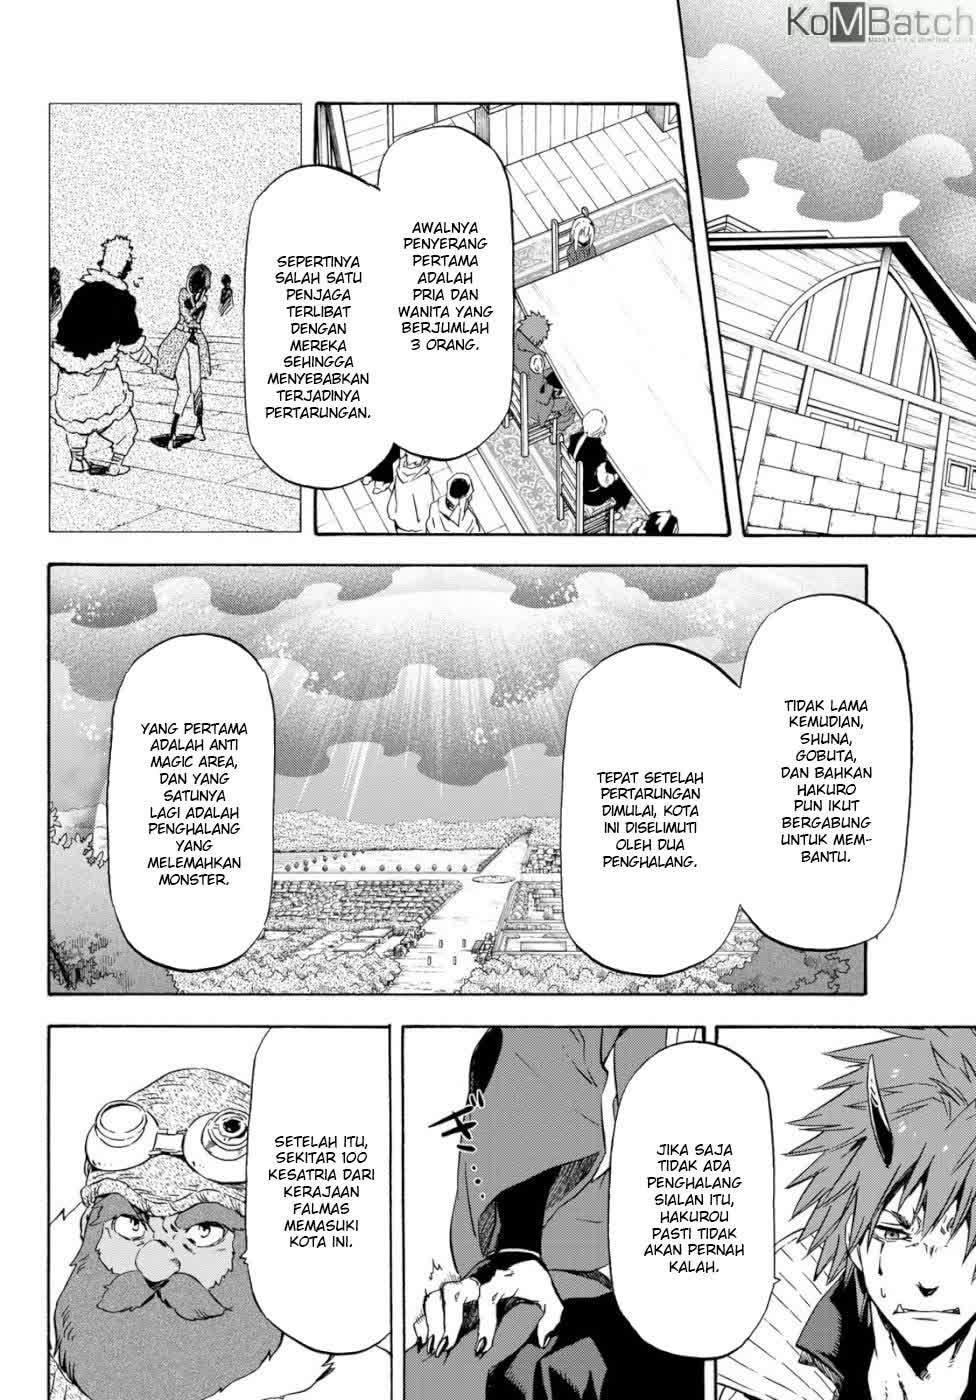 KoMBatch
AWALNYA
PENYERANG
PERTAMA
ADALAH
PRIA DAN
WANITA YANG
BERJUMLAH
3 ORANG.
SEPERTINYA
SALAH SATU
PENJAGA
TERLIBAT
DENGAN
MEREKA
SEHINGGA
MENYEBABKAN
TERJADINYA
PERTARUNGAN.
TIDAK LAMA
KEMUDIAN,
SHUNA,
GOBUTA,
DAN BAHKAN
HAKURO
PUN IKUT
BERGABUNG
UNTUK MEM-
BANTU.
TEPAT SETELAH
PERTARUNGAN
DIMULAI, KOTA
INI DISELIMUTI
OLEH DUA
PENGHALANG.
YANG PERTAMA
ADALAH ANTI
MAGIC AREA,
DAN YANG
SATUNYA
LAGI ADALAH
PENGHALANG
YANG
MELEMAHKAN
MONSTER.
JIKA SAJA
TIDAK ADA
PENGHALANG
SIALAN ITU,
HAKUROU
PASTI TIDAK
AKAN PERNAH
KALAH.
SETELAH ITU,
SEKITAR 100
KESATRIA DARI
KERAJAAN
FALMAS
MEMASUKI
KOTA INI.